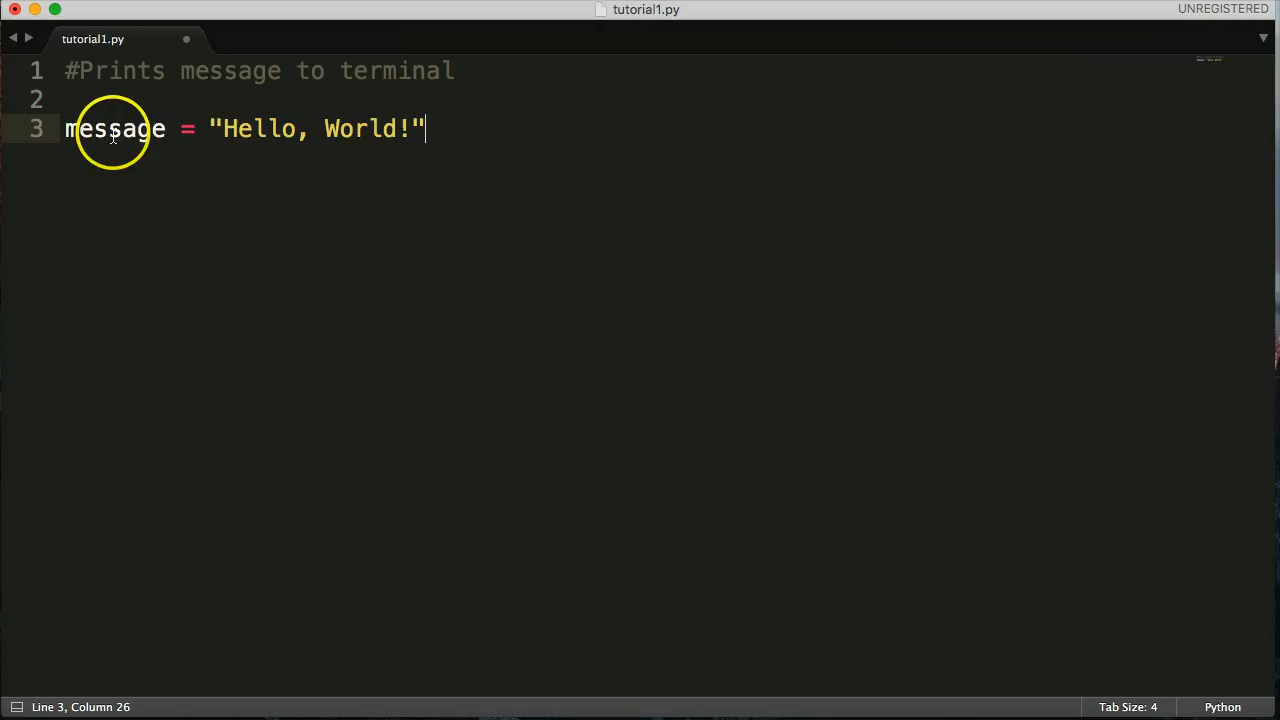 tutorial1.py
UNREGISTERED
tutorial1.py
1 #Prints message to terminal
2
3 message = "Hello, World!"
Line 3, Column 26
Tab Size: 4
Python